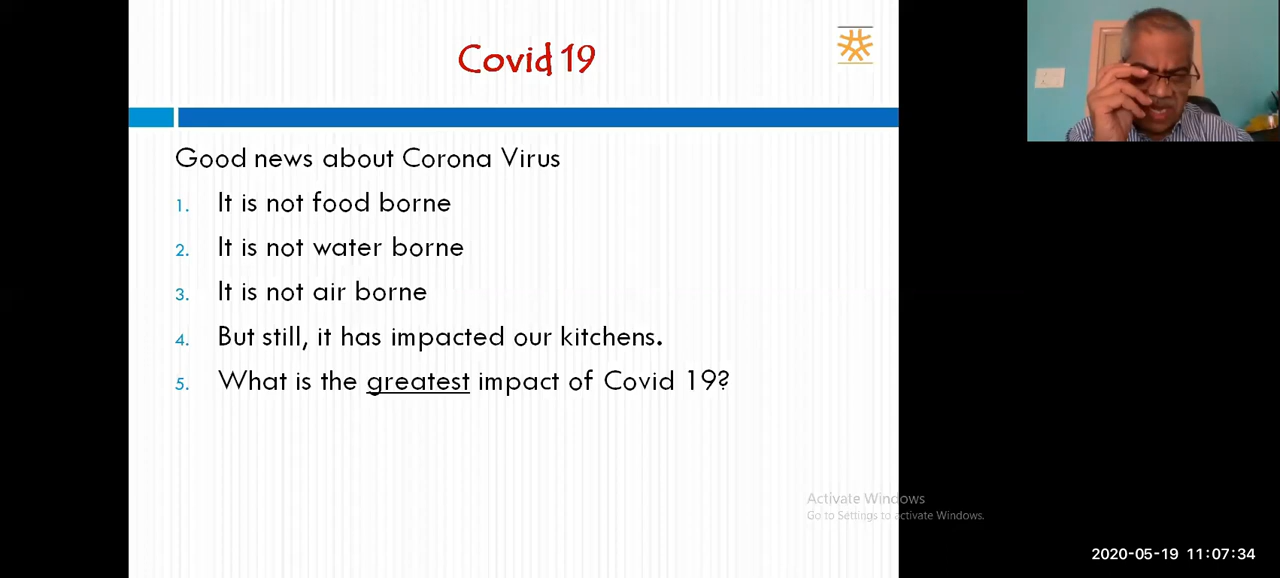 Covid 19
Good news about Corona Virus
1. It is not food borne
2. It is not water borne
3. It is not air borne
4. But still, it has impacted our kitchens.
5. What is the greatest impact of Covid 19?
Activate Windows
Go to Settings to activate Windows.
2020-05-19 11:07:34